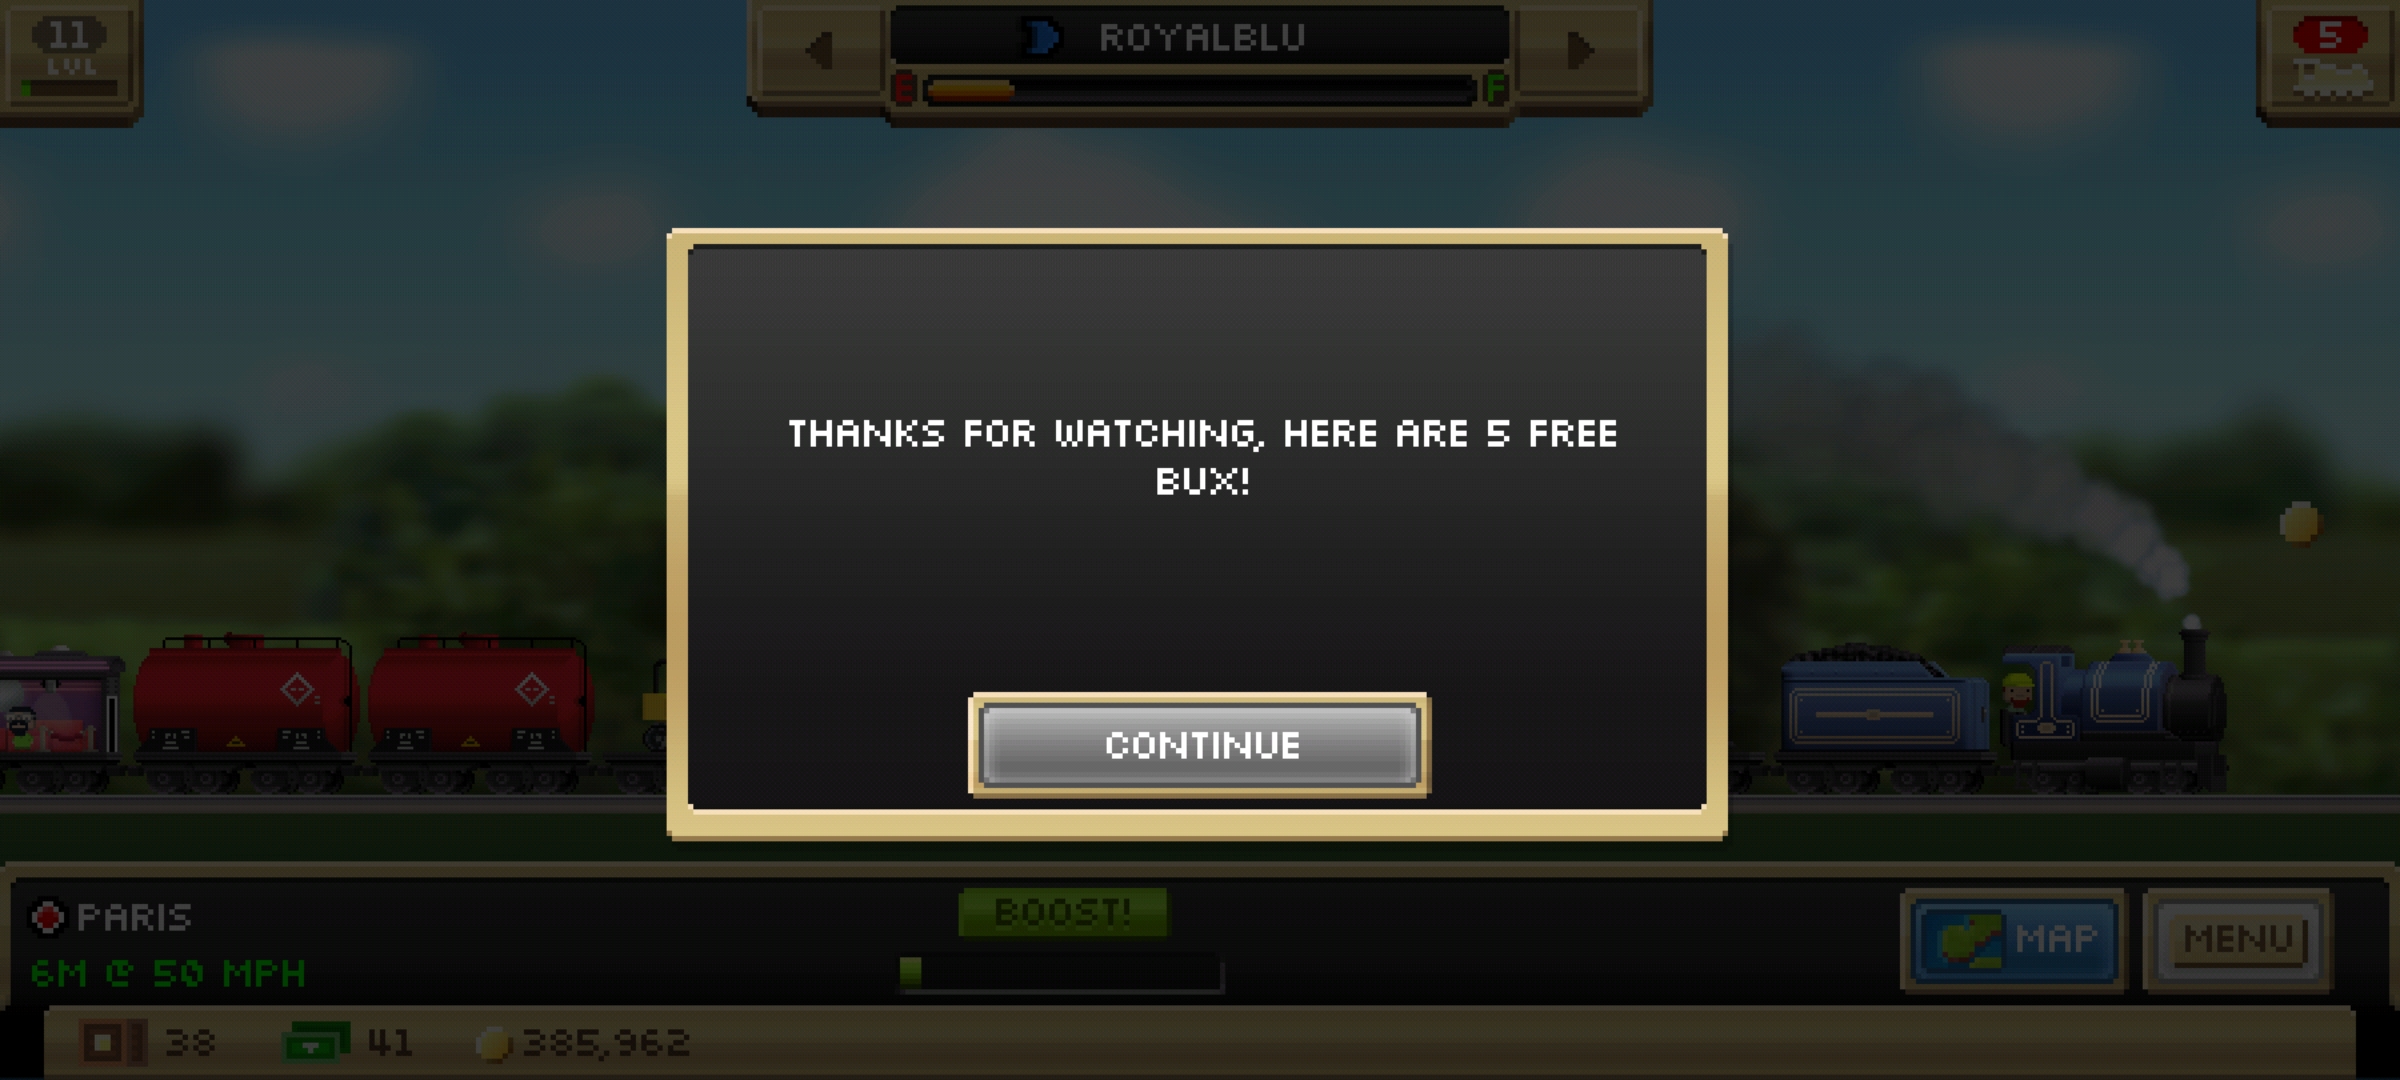 11
LVL
ROYALBLU
E F
5
THANKS FOR WATCHING, HERE ARE 5 FREE
BUX!
CONTINUE
PARIS
6M @ 50 MPH
BOOST!
MAP
MENU
38 41 385,962